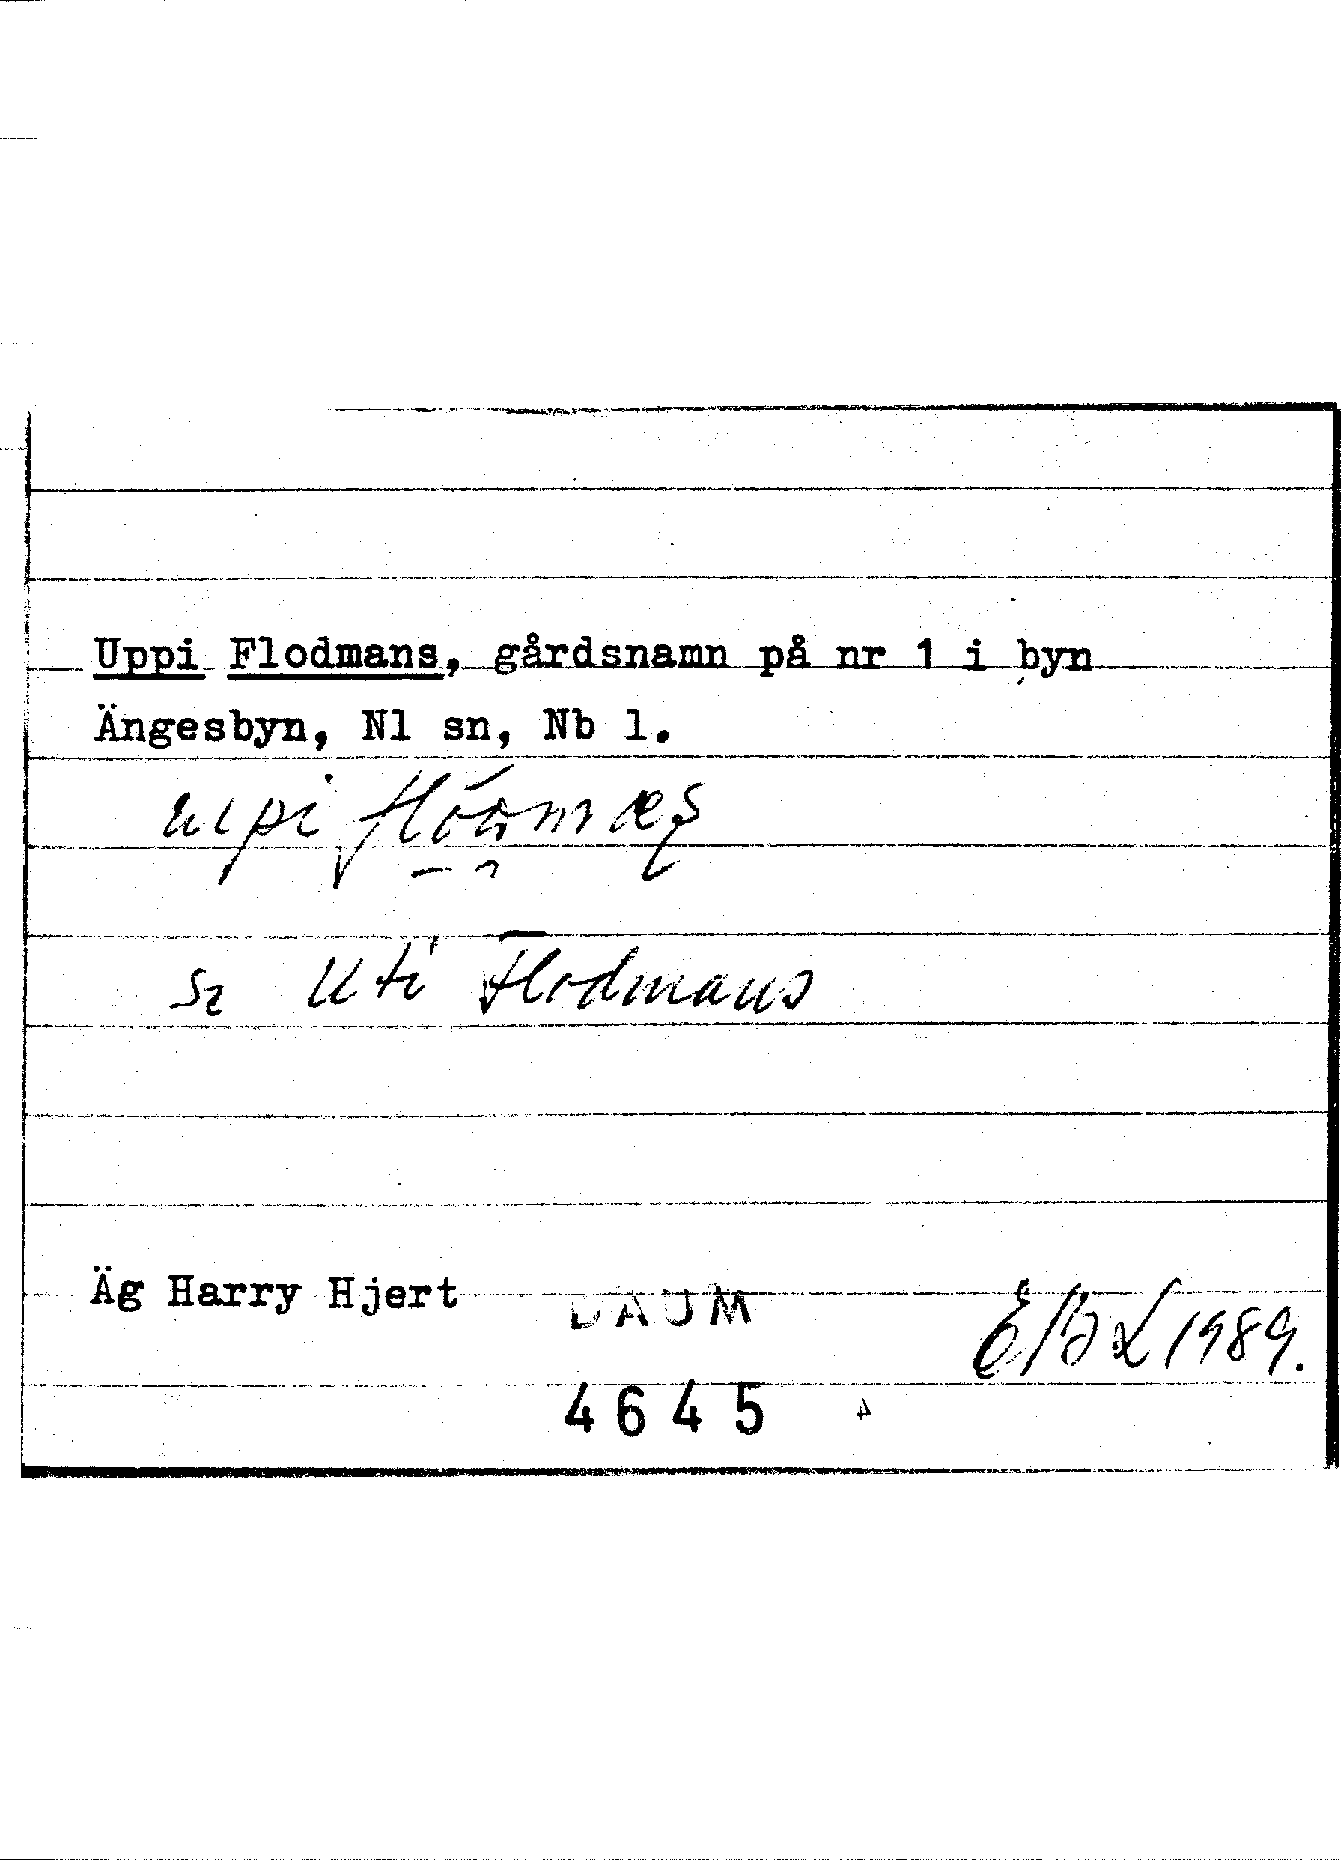 Uppi Flodmans, gårdsnamn på nr 1 i byn
Ängesbyn, Nl sn, Nb l.
Uti Flodmans
Äg Harry Hjert
DAUM
1989.
4645